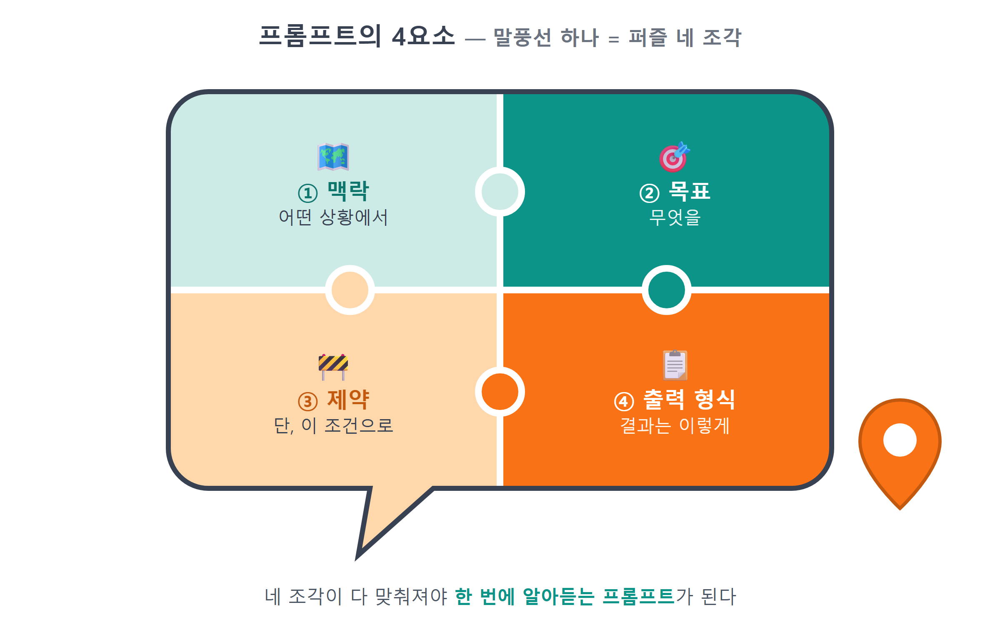 프롬프트의 4요소 — 말풍선 하나 = 퍼즐 네 조각
① 맥락
어떤 상황에서
② 목표
무엇을
③ 제약
단, 이 조건으로
④ 출력 형식
결과는 이렇게
네 조각이 다 맞춰져야 한 번에 알아듣는 프롬프트가 된다